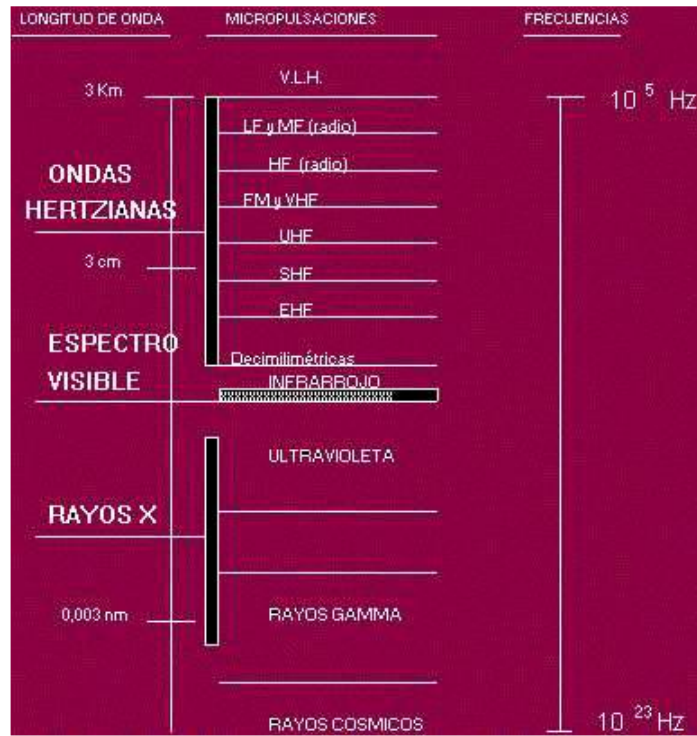 LONGITUD DE ONDA MICROPULSACIONES FRECUENCIAS
V.L.H.
3 Km 10 5 Hz
LF y MF (radio)
HF (radio)
ONDAS
HERTZIANAS
FM y VHF
UHF
3 cm
SHF
EHF
ESPECTRO
VISIBLE
Decimilimétricas
INFRARROJO
ULTRAVIOLETA
RAYOS X
0,003 nm RAYOS GAMMA
RAYOS COSMICOS 10 23 Hz